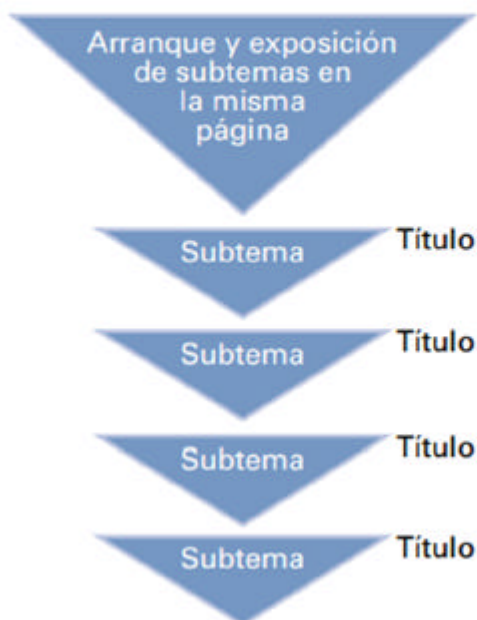 Arranque y exposición
de subtemas en
la misma
página
Subtema
Título
Subtema
Título
Subtema
Título
Subtema
Título